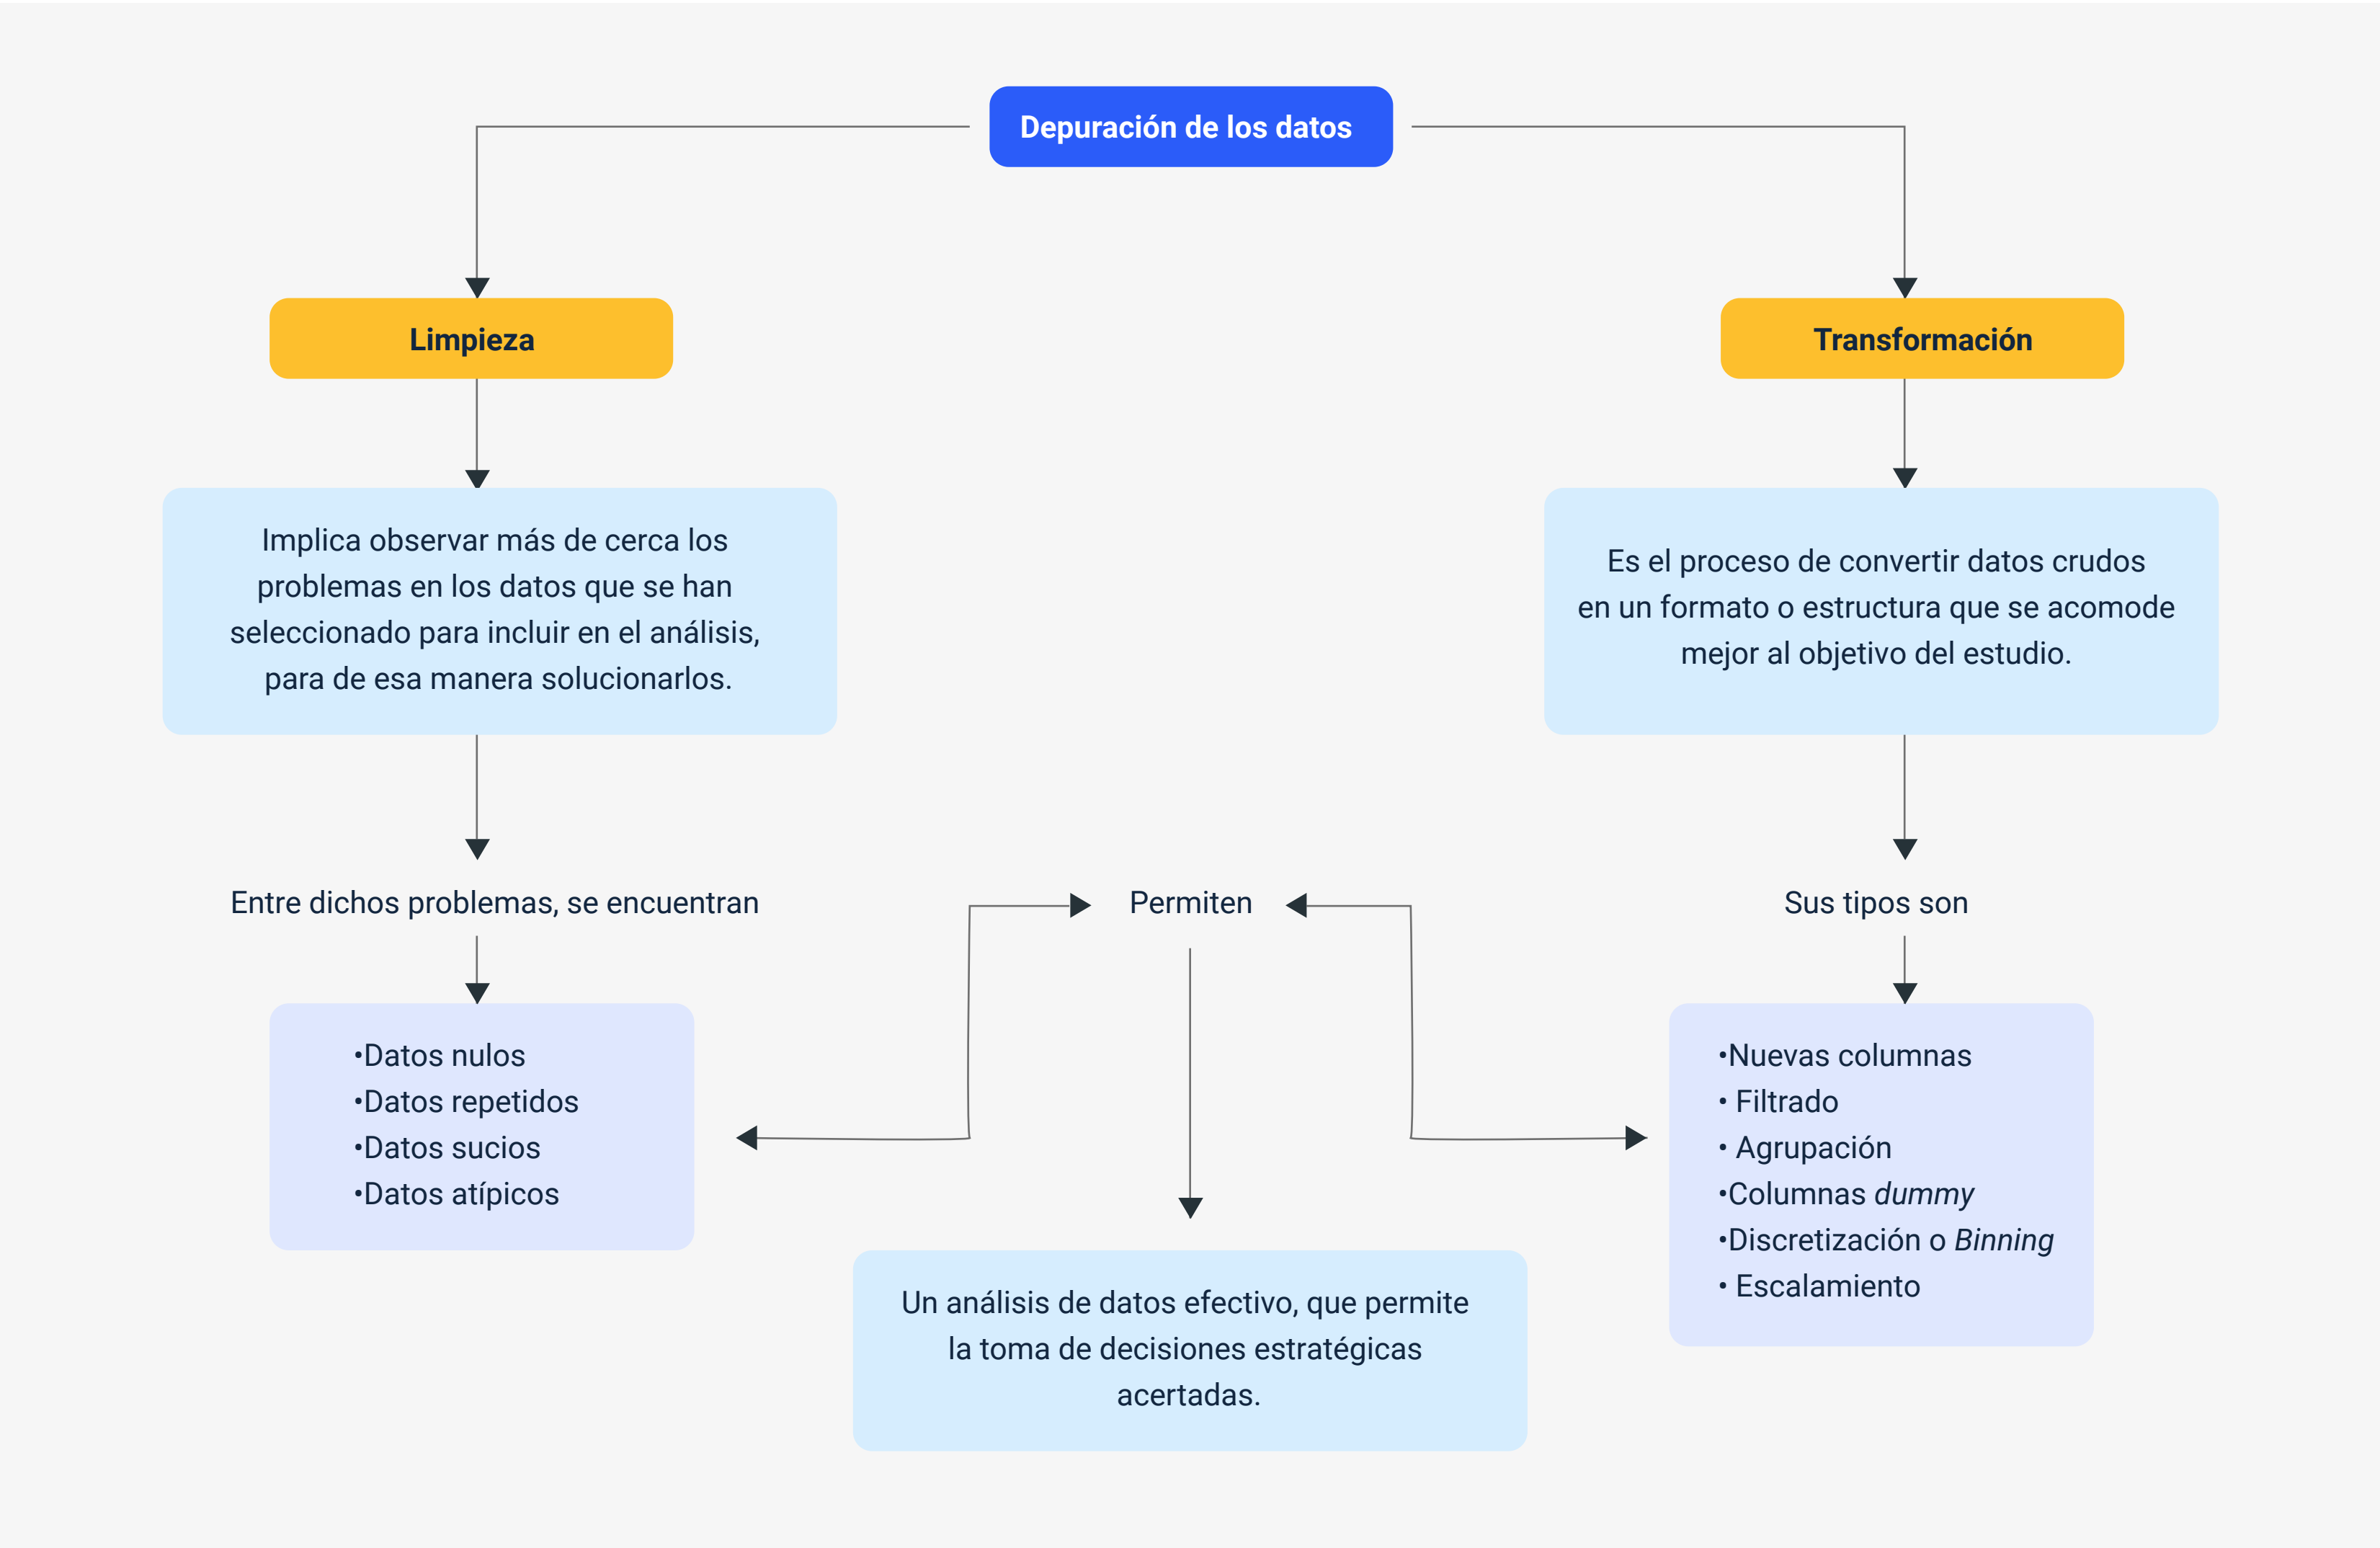 Depuración de los datos
Limpieza
Transformación
Implica observar más de cerca los
problemas en los datos que se han
seleccionado para incluir en el análisis,
para de esa manera solucionarlos.
Es el proceso de convertir datos crudos
en un formato o estructura que se acomode
mejor al objetivo del estudio.
Entre dichos problemas, se encuentran
Permiten
Sus tipos son
•Datos nulos
•Datos repetidos
•Datos sucios
•Datos atípicos
•Nuevas columnas
• Filtrado
• Agrupación
•Columnas dummy
•Discretización o Binning
• Escalamiento
Un análisis de datos efectivo, que permite
la toma de decisiones estratégicas
acertadas.